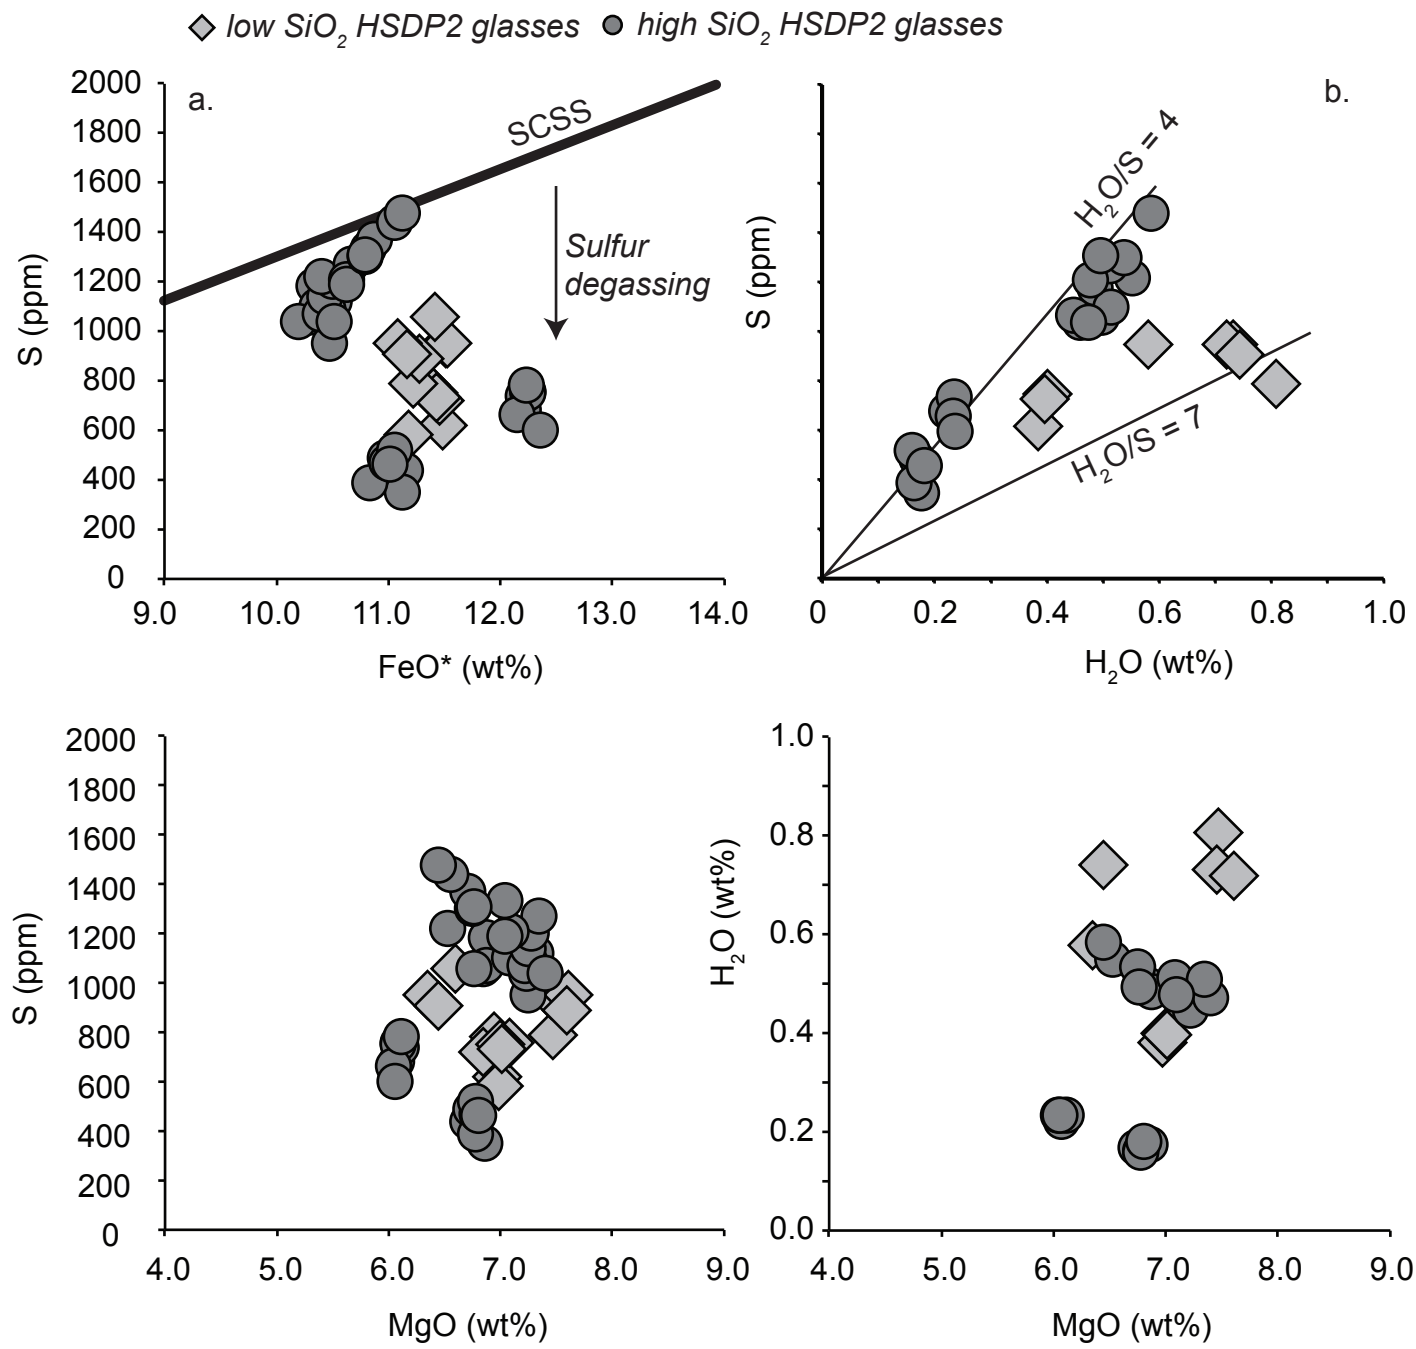 low SiO2 HSDP2 glasses high SiO2 HSDP2 glasses
a.
SCSS
Sulfur
degassing
2000
1800
1600
1400
1200
1000
800
600
400
200
0
S (ppm)
9.0 10.0 11.0 12.0 13.0 14.0
FeO* (wt%)
b.
H2O/S = 4
H2O/S = 7
S (ppm)
0 0.2 0.4 0.6 0.8 1.0
H2O (wt%)
2000
1800
1600
1400
1200
1000
800
600
400
200
0
S (ppm)
4.0 5.0 6.0 7.0 8.0 9.0
MgO (wt%)
1.0
0.8
0.6
0.4
0.2
0.0
H2O (wt%)
4.0 5.0 6.0 7.0 8.0 9.0
MgO (wt%)